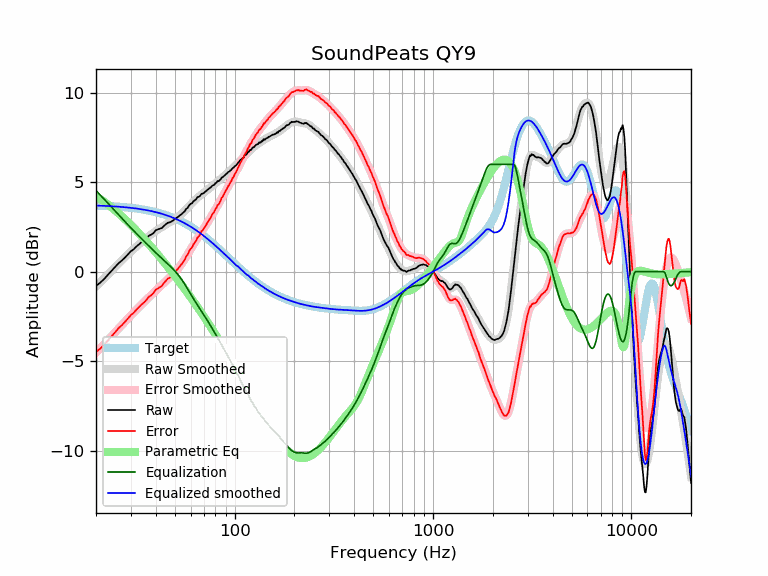 SoundPeats QY9
10
5
0
−5
−10
Amplitude (dBr)
Target
Raw Smoothed
Error Smoothed
Raw
Error
Parametric Eq
Equalization
Equalized smoothed
100
1000
10000
Frequency (Hz)